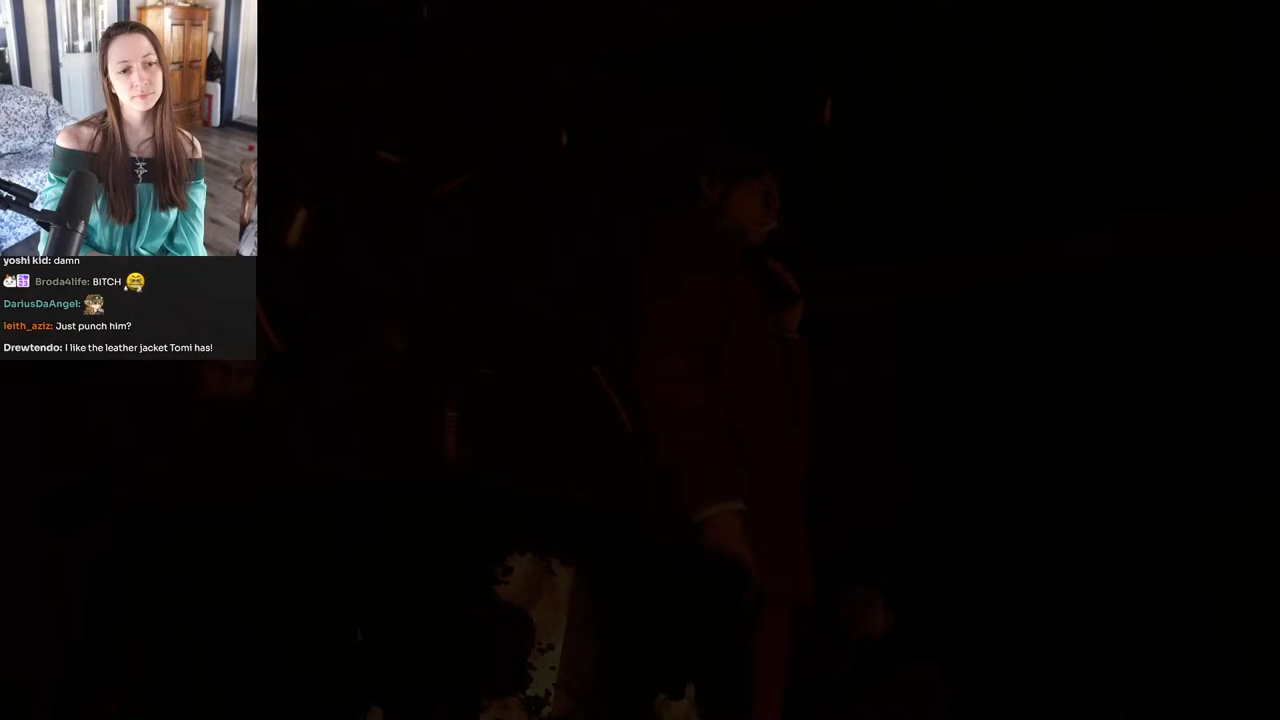 yoshi kid: damn
Broda4life: BITCH
DariusDaAngel:
leith_aziz: Just punch him?
Drewtendo: I like the leather jacket Tomi has!